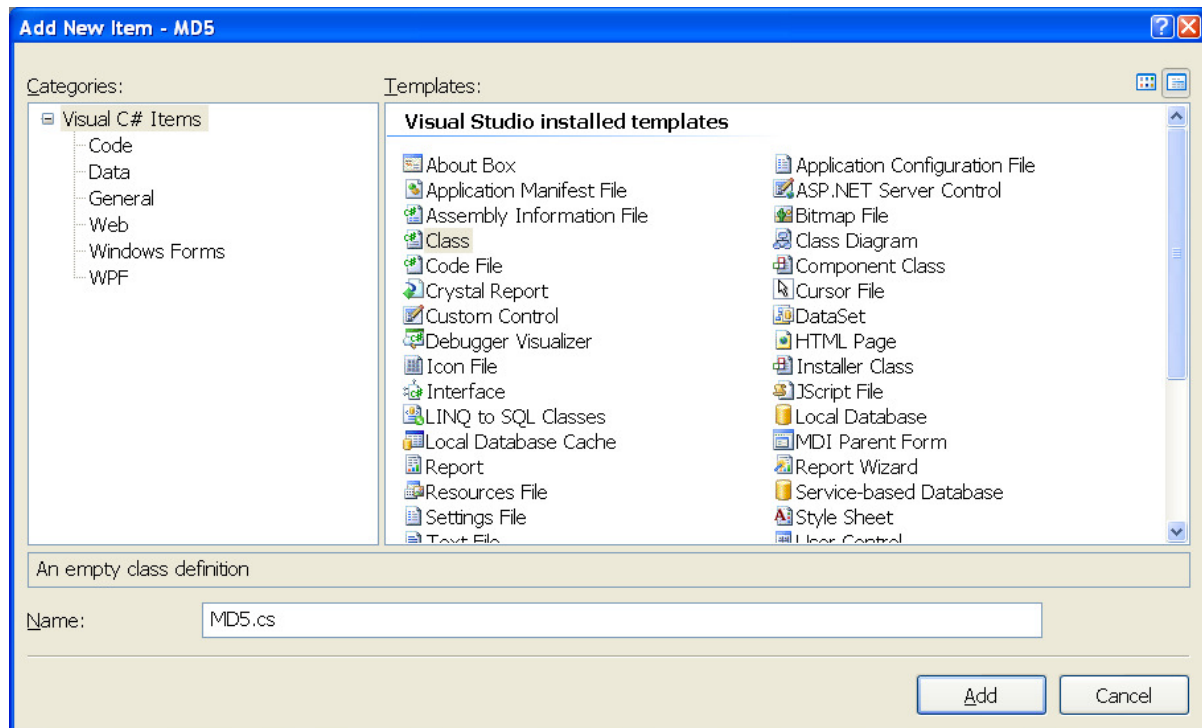 Add New Item - MD5
Categories:
Templates:
Visual C# Items
Code
Data
General
Web
Windows Forms
WPF
Visual Studio installed templates
About Box
Application Manifest File
Assembly Information File
Class
Code File
Crystal Report
Custom Control
Debugger Visualizer
Icon File
Interface
LINQ to SQL Classes
Local Database Cache
Report
Resources File
Settings File
Text File
Application Configuration File
ASP.NET Server Control
Bitmap File
Class Diagram
Component Class
Cursor File
DataSet
HTML Page
Installer Class
JScript File
Local Database
MDI Parent Form
Report Wizard
Service-based Database
Style Sheet
User Control
An empty class definition
Name:
MD5.cs
Add
Cancel